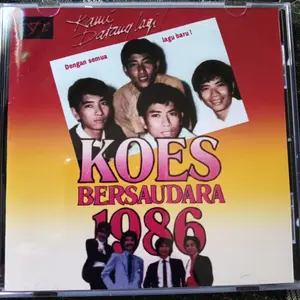 Kami
Datang lagi
Dengan semua
lagu baru !
KOES
BERSAUDARA
1986